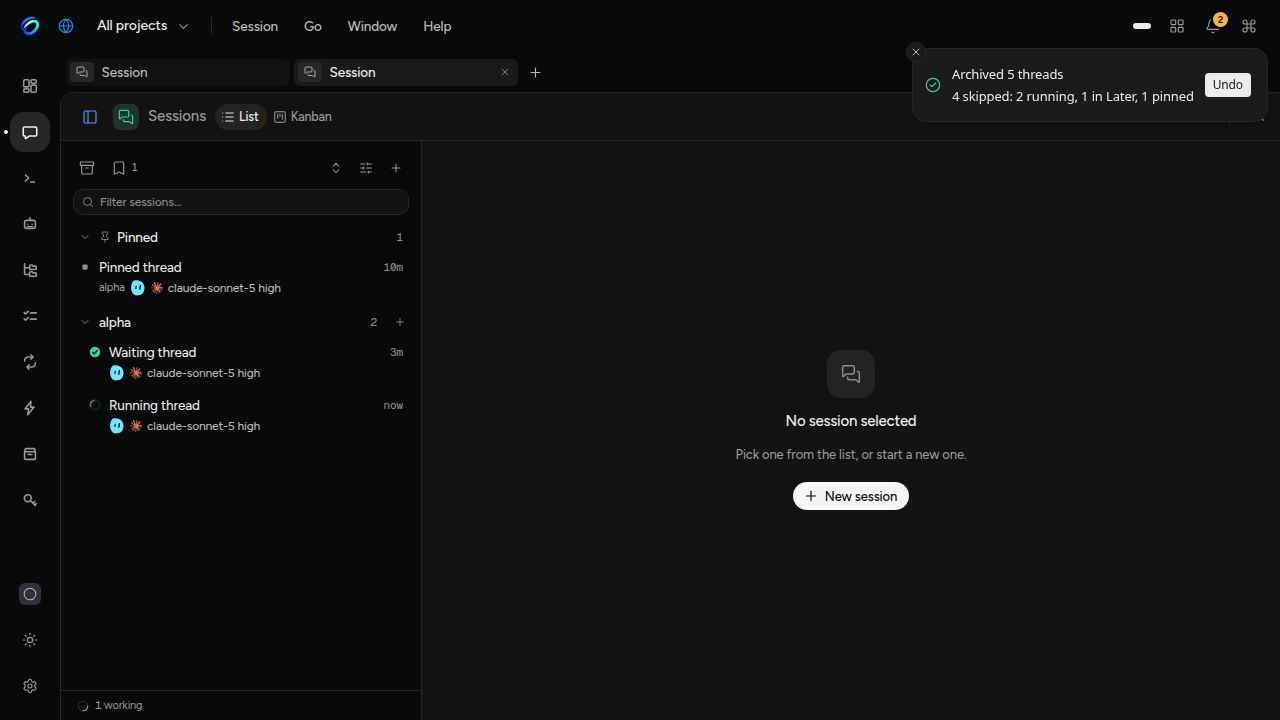 All projects
Session
Go
Window
Help
2
Session
Session
Archived 5 threads
4 skipped: 2 running, 1 in Later, 1 pinned
Undo
Sessions
List
Kanban
1
Filter sessions...
Pinned
1
Pinned thread
10m
alpha
claude-sonnet-5 high
alpha
2
Waiting thread
3m
claude-sonnet-5 high
Running thread
now
claude-sonnet-5 high
No session selected
Pick one from the list, or start a new one.
New session
1 working